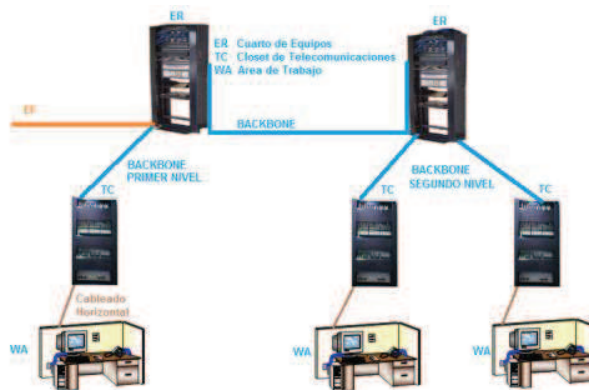 ER
ER
ER Cuarto de Equipos
TC Closet de Telecomunicaciones
WA Area de Trabajo
EF
BACKBONE
BACKBONE
PRIMER NIVEL
BACKBONE
SEGUNDO NIVEL
TC
TC
TC
Cableado
Horizontal
WA
WA
WA